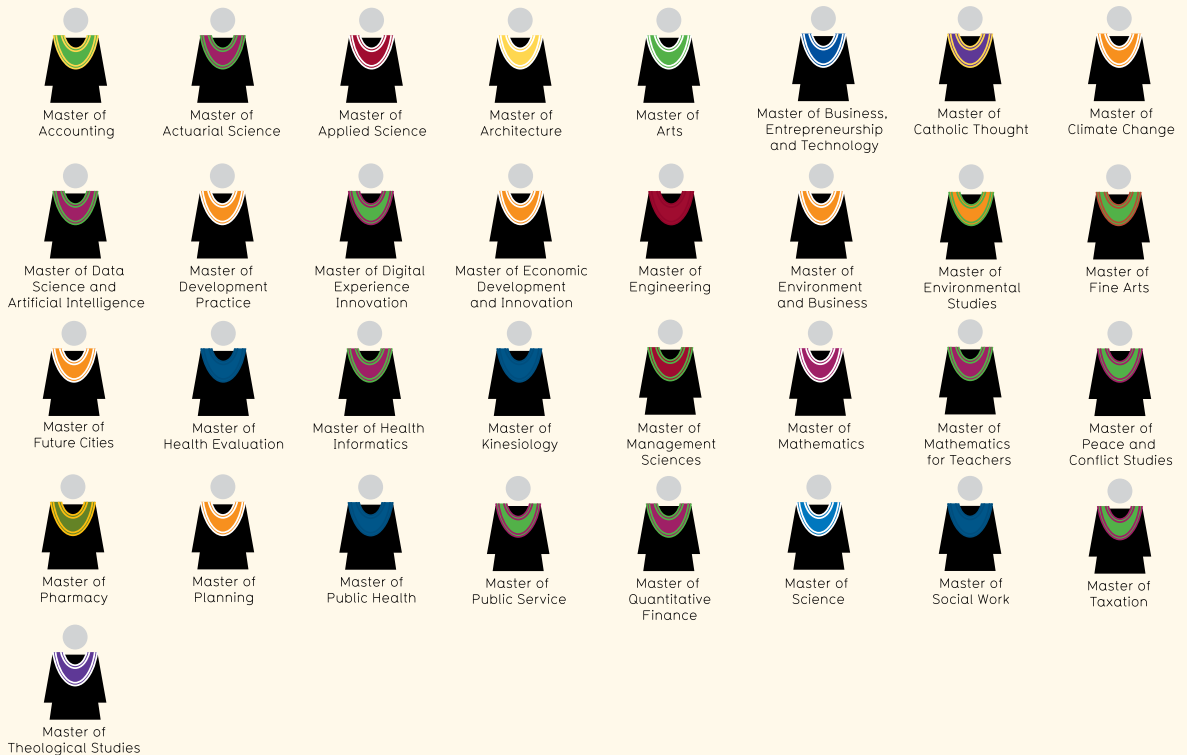 Master of
Accounting
Master of
Actuarial Science
Master of
Applied Science
Master of
Architecture
Master of
Arts
Master of Business,
Entrepreneurship
and Technology
Master of
Catholic Thought
Master of
Climate Change
Master of Data
Science and
Artificial Intelligence
Master of
Development
Practice
Master of Digital
Experience
Innovation
Master of Economic
Development
and Innovation
Master of
Engineering
Master of
Environment
and Business
Master of
Environmental
Studies
Master of
Fine Arts
Master of
Future Cities
Master of
Health Evaluation
Master of Health
Informatics
Master of
Kinesiology
Master of
Management
Sciences
Master of
Mathematics
Master of
Mathematics
for Teachers
Master of
Peace and
Conflict Studies
Master of
Pharmacy
Master of
Planning
Master of
Public Health
Master of
Public Service
Master of
Quantitative
Finance
Master of
Science
Master of
Social Work
Master of
Taxation
Master of
Theological Studies